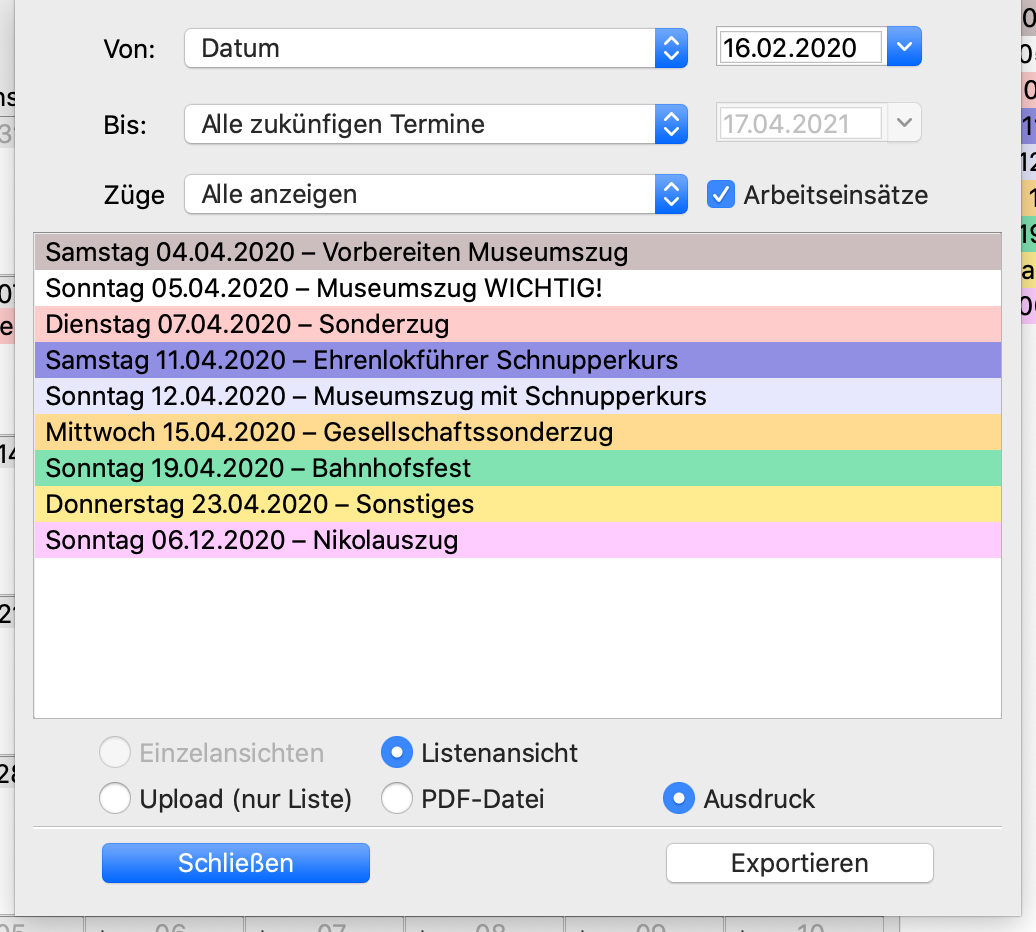 Von: Datum 16.02.2020
Bis: Alle zukünfigen Termine 17.04.2021
Züge Alle anzeigen Arbeitseinsätze
Samstag 04.04.2020 – Vorbereiten Museumszug
Sonntag 05.04.2020 – Museumszug WICHTIG!
Dienstag 07.04.2020 – Sonderzug
Samstag 11.04.2020 – Ehrenlokführer Schnupperkurs
Sonntag 12.04.2020 – Museumszug mit Schnupperkurs
Mittwoch 15.04.2020 – Gesellschaftssonderzug
Sonntag 19.04.2020 – Bahnhofsfest
Donnerstag 23.04.2020 – Sonstiges
Sonntag 06.12.2020 – Nikolauszug
Einzelansichten Listenansicht
Upload (nur Liste) PDF-Datei Ausdruck
Schließen Exportieren